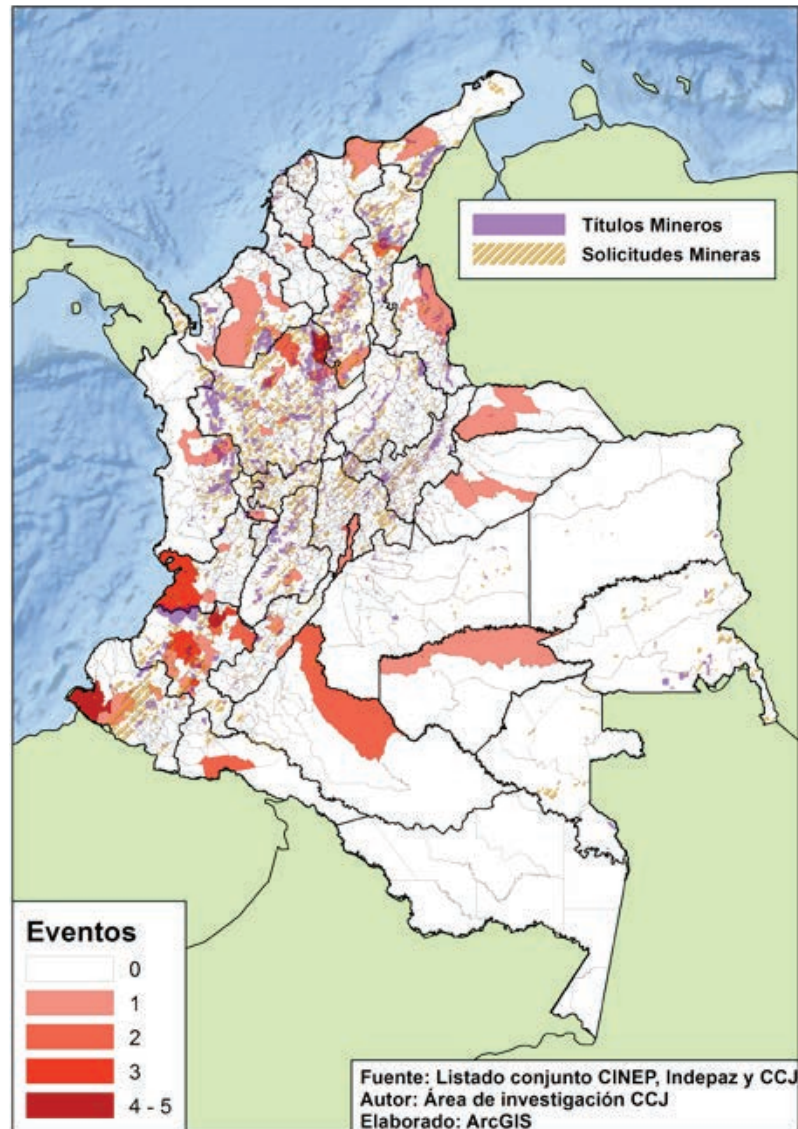 Títulos Mineros
Solicitudes Mineras
Eventos
0
1
2
3
4 - 5
Fuente: Listado conjunto CINEP, Indepaz y CCJ
Autor: Área de investigación CCJ
Elaborado: ArcGIS